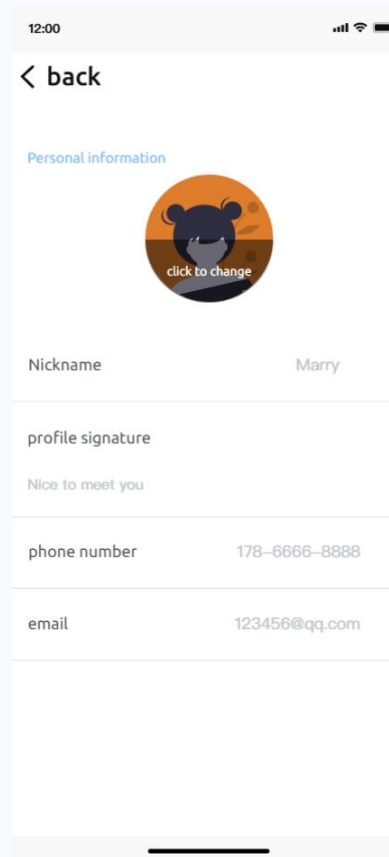 12:00
back
Personal information
click to change
Nickname Marry
profile signature
Nice to meet you
phone number 178-6666-8888
email 123456@qq.com